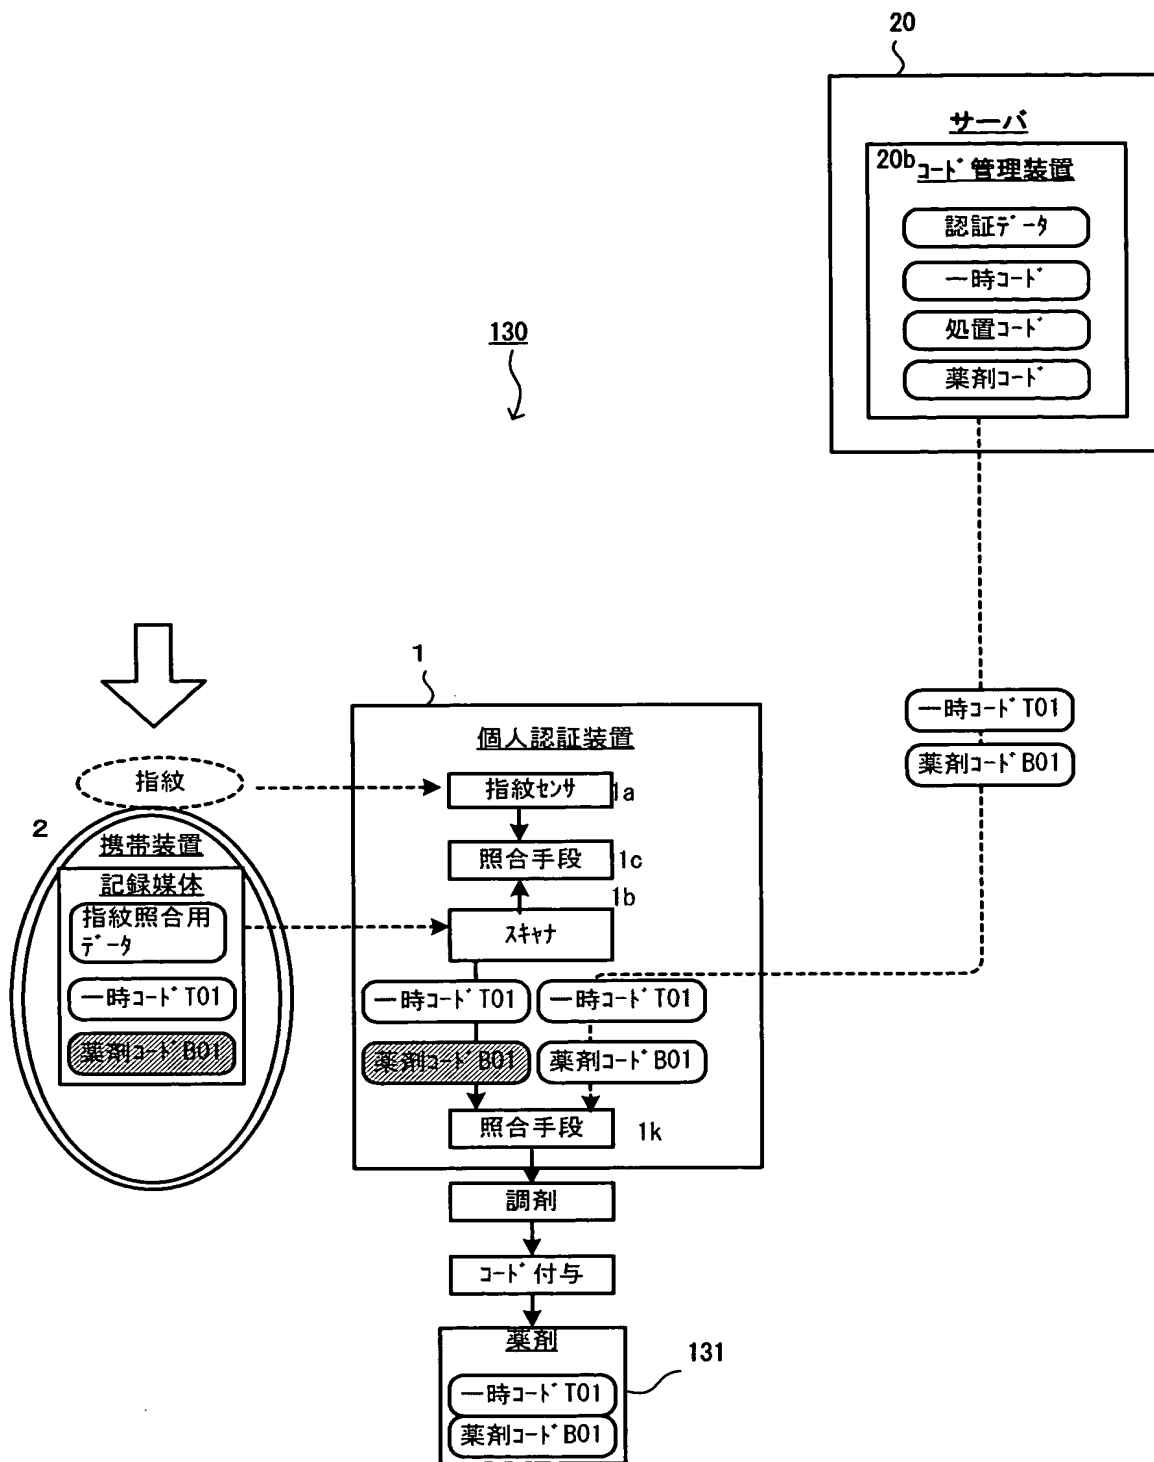 20
サーバ
20b
コード管理装置
認証データ
一時コード
処置コード
薬剤コード
130
1
個人認証装置
一時コードT01
薬剤コードB01
指紋
指紋センサ
1a
2
携帯装置
照合手段
1c
記録媒体
1b
指紋照合用
データ
スキャナ
一時コードT01
一時コードT01
一時コードT01
薬剤コードB01
薬剤コードB01
薬剤コードB01
照合手段
1k
調剤
コード付与
薬剤
131
一時コードT01
薬剤コードB01